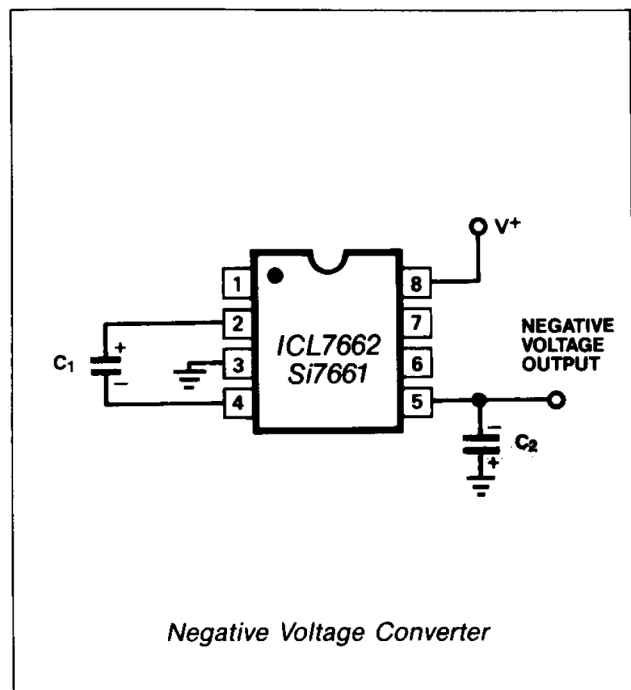 V+
1
8
2
7
ICL7662
Si7661
3
6
4
5
C1
+
−
NEGATIVE
VOLTAGE
OUTPUT
−
+
C2
Negative Voltage Converter